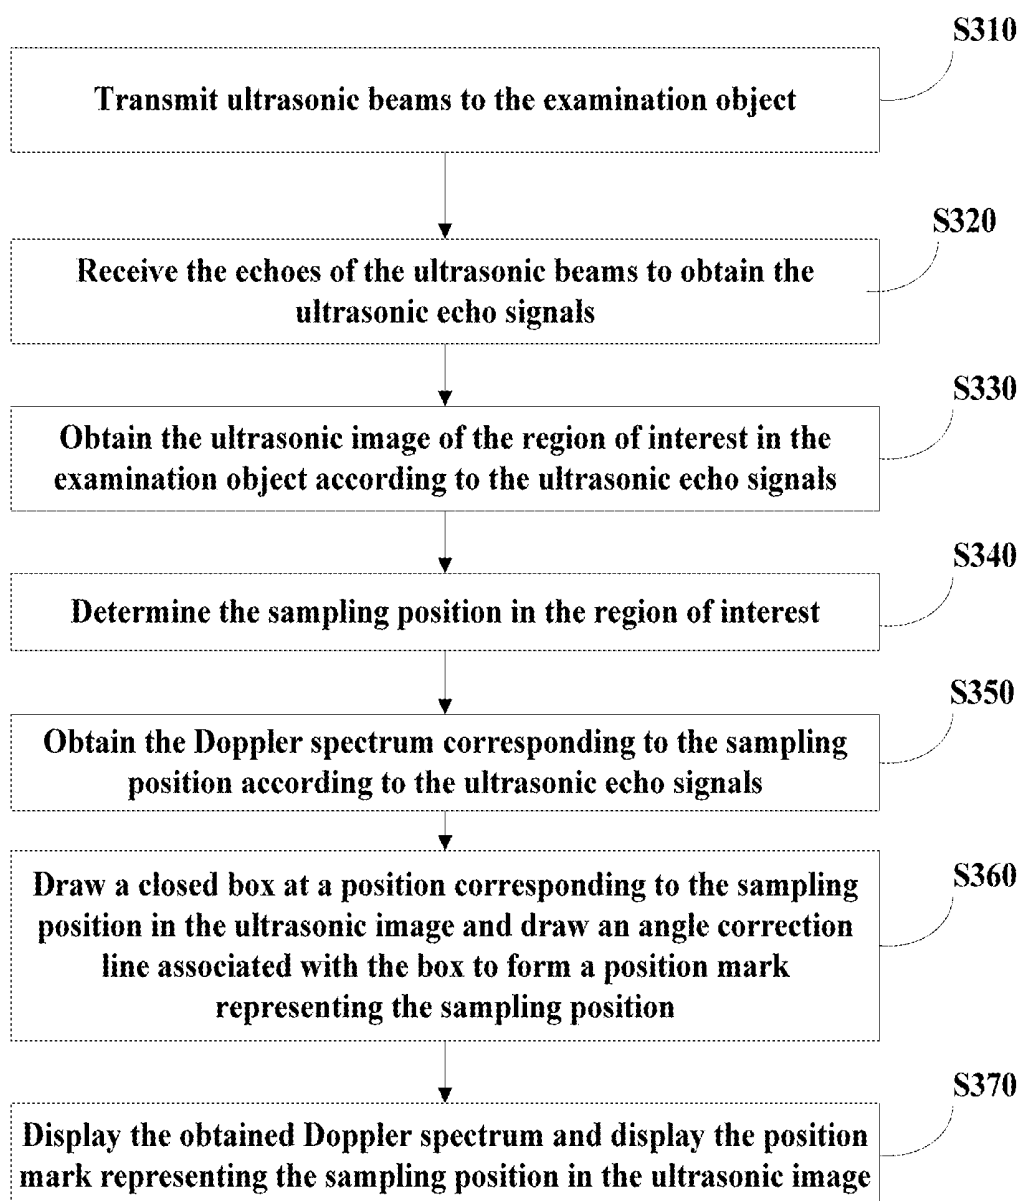 S310
Transmit ultrasonic beams to the examination object
S320
Receive the echoes of the ultrasonic beams to obtain the
ultrasonic echo signals
S330
Obtain the ultrasonic image of the region of interest in the
examination object according to the ultrasonic echo signals
S340
Determine the sampling position in the region of interest
S350
Obtain the Doppler spectrum corresponding to the sampling
position according to the ultrasonic echo signals
S360
Draw a closed box at a position corresponding to the sampling
position in the ultrasonic image and draw an angle correction
line associated with the box to form a position mark
representing the sampling position
S370
Display the obtained Doppler spectrum and display the position
mark representing the sampling position in the ultrasonic image